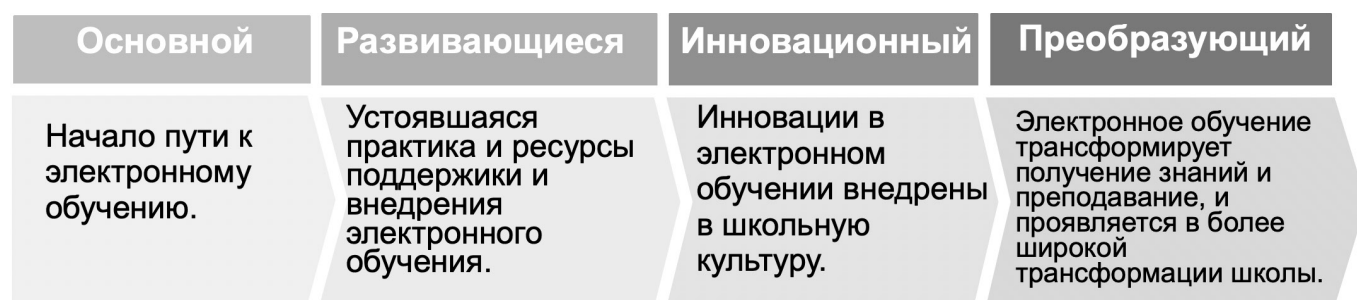 Основной
Начало пути к
электронному
обучению.
Развивающиеся
Устоявшаяся
практика и ресурсы
поддержки и
внедрения
электронного
обучения.
Инновационный
Инновации в
электронном
обучении внедрены
в школьную
культуру.
Преобразующий
Электронное обучение
трансформирует
получение знаний и
преподавание, и
проявляется в более
широкой
трансформации школы.